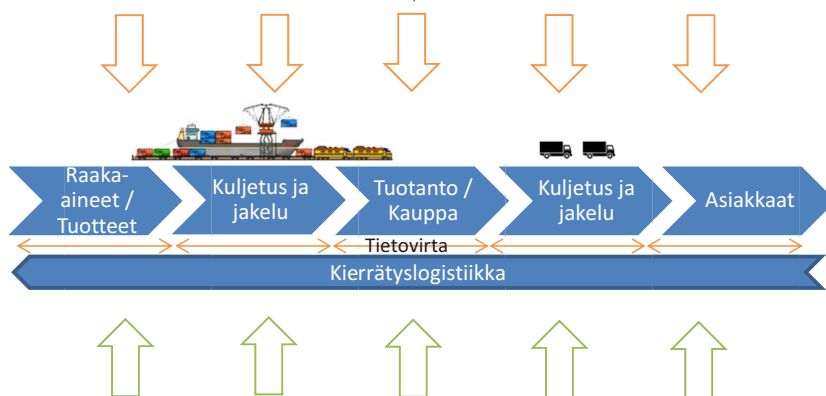 Raaka-
aineet /
Tuotteet
Kuljetus ja
jakelu
Tuotanto /
Kauppa
Kuljetus ja
jakelu
Asiakkaat
Tietovirta
Kierrätyslogistiikka